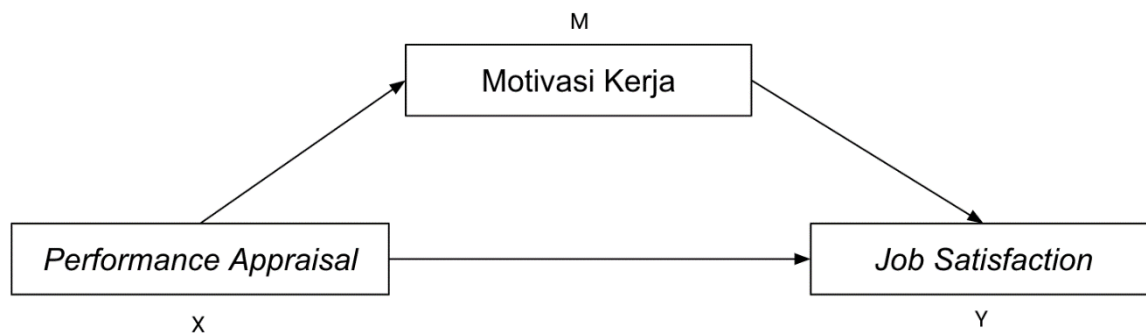 M
Motivasi Kerja
Performance Appraisal
Job Satisfaction
X
Y